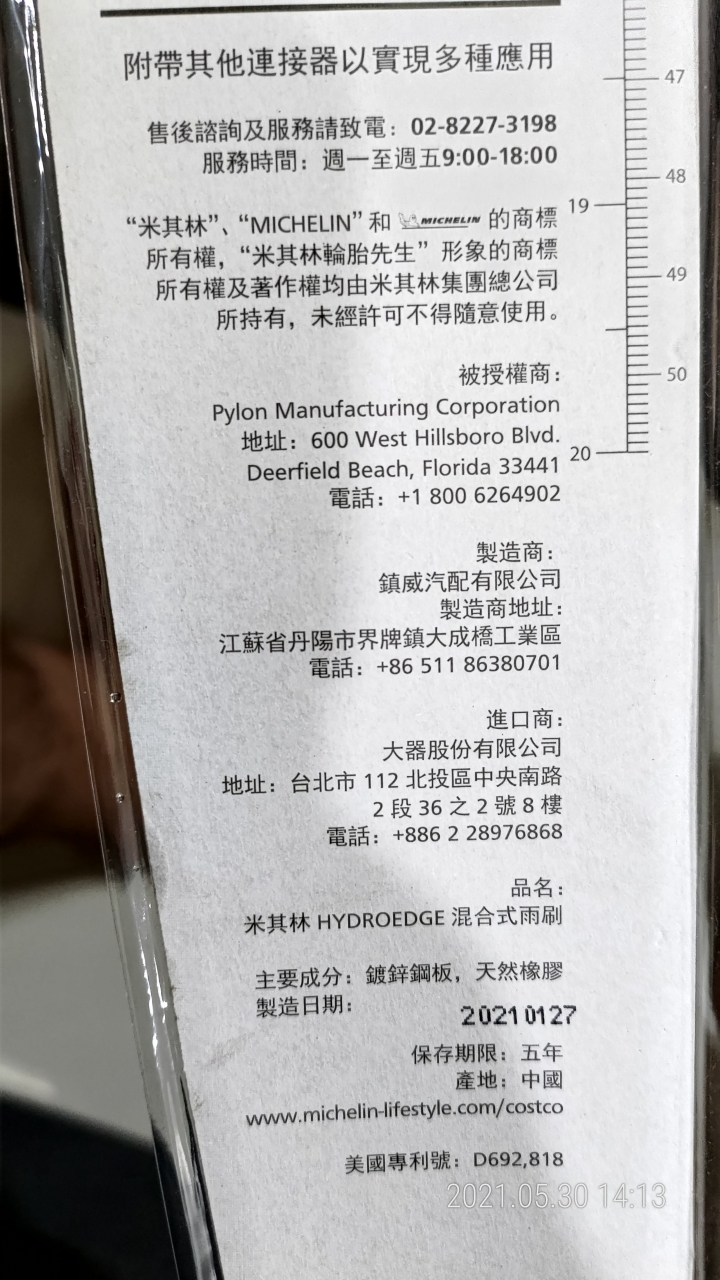 附帶其他連接器以實現多種應用
售後諮詢及服務請致電：02-8227-3198
服務時間：週一至週五9:00-18:00
“米其林”、“MICHELIN” 和 MICHELIN 的商標
所有權，“米其林輪胎先生” 形象的商標
所有權及著作權均由米其林集團總公司
所持有，未經許可不得隨意使用。
被授權商：
Pylon Manufacturing Corporation
地址：600 West Hillsboro Blvd.
Deerfield Beach, Florida 33441
電話：+1 800 6264902
製造商：
鎮威汽配有限公司
製造商地址：
江蘇省丹陽市界牌鎮大成橋工業區
電話：+86 511 86380701
進口商：
大器股份有限公司
地址：台北市 112 北投區中央南路
2 段 36 之 2 號 8 樓
電話：+886 2 28976868
品名：
米其林 HYDROEDGE 混合式雨刷
主要成分：鍍鋅鋼板，天然橡膠
製造日期：
20210127
保存期限：五年
產地：中國
www.michelin-lifestyle.com/costco
美國專利號：D692,818
47
48
19
49
50
20
2021.05.30 14:13